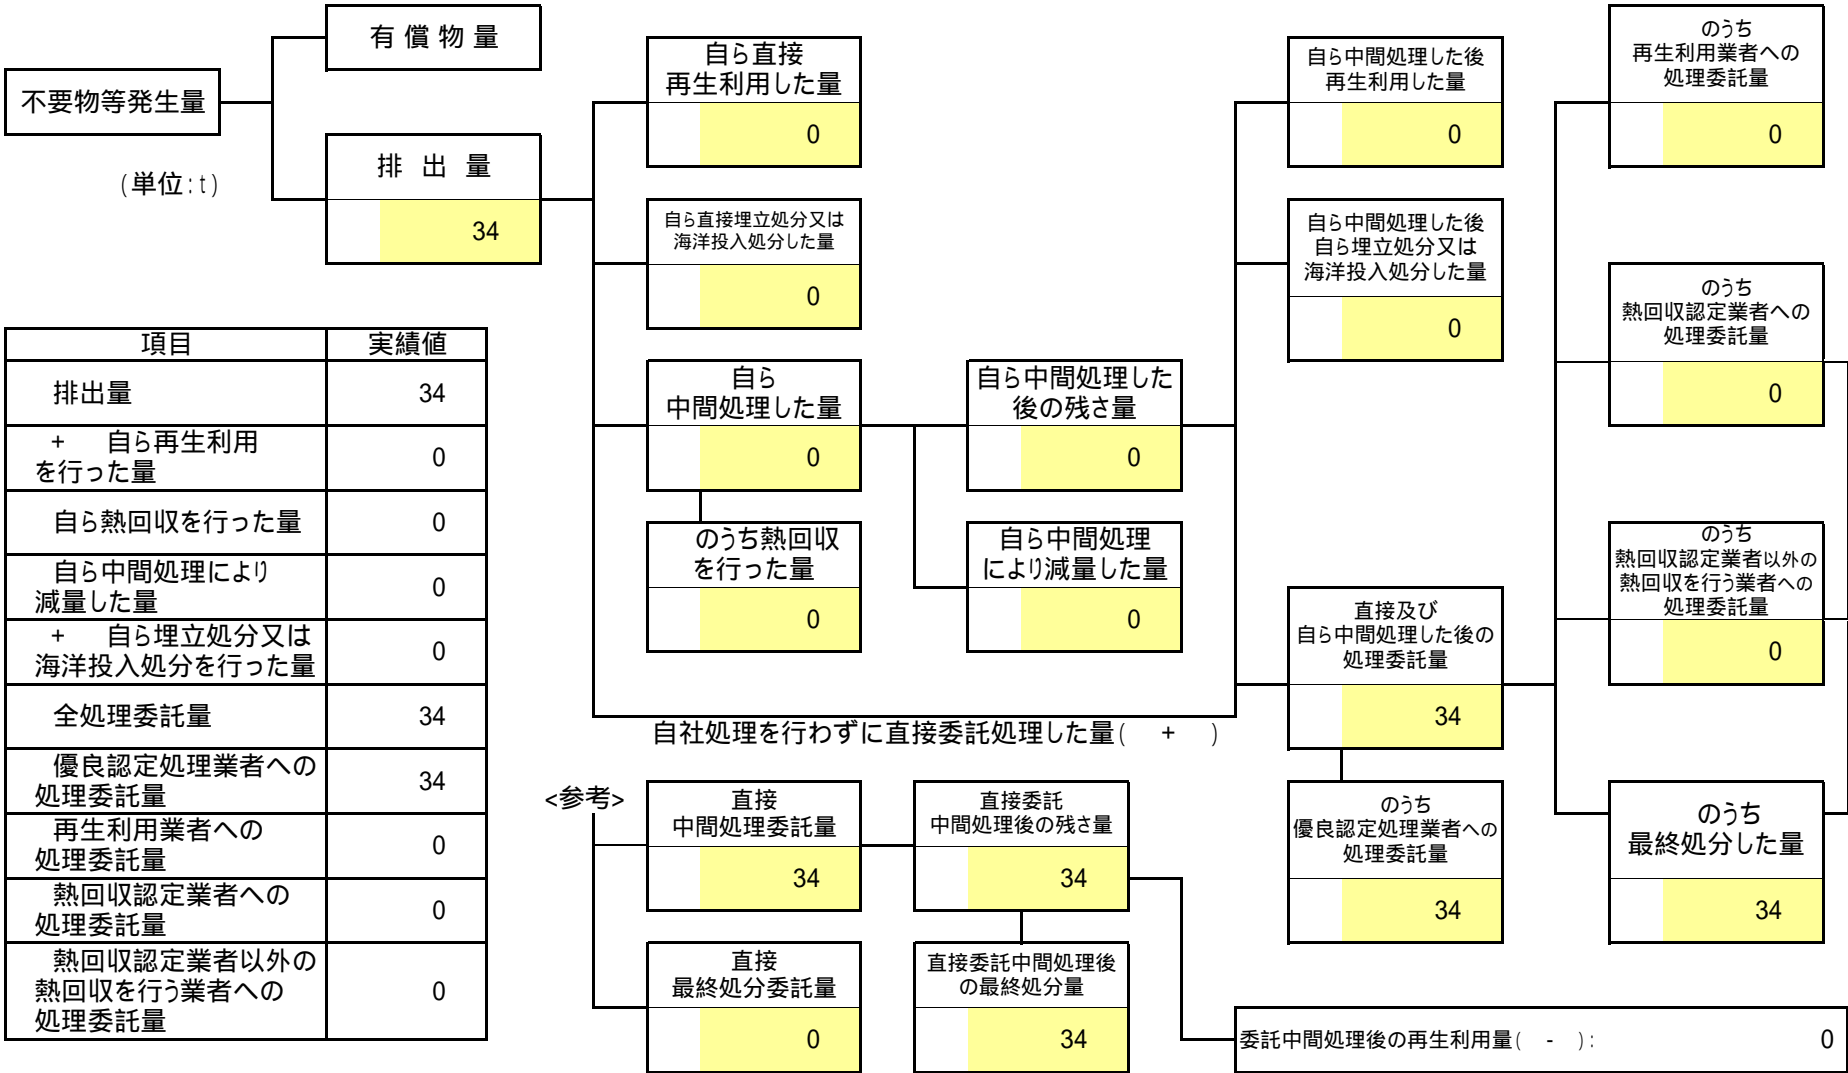 有償物量
不要物等発生量
(単位:t)
排出量
34
自ら直接
再生利用した量
0
自ら直接埋立処分又は
海洋投入処分した量
0
自ら
中間処理した量
0
のうち熱回収
を行った量
0
自ら中間処理した
後の残さ量
0
自ら中間処理
により減量した量
0
自ら中間処理した後
再生利用した量
0
自ら中間処理した後
自ら埋立処分又は
海洋投入処分した量
0
直接及び
自ら中間処理した後の
処理委託量
34
のうち
優良認定処理業者への
処理委託量
34
のうち
再生利用業者への
処理委託量
0
のうち
熱回収認定業者への
処理委託量
0
のうち
熱回収認定業者以外の
熱回収を行う業者への
処理委託量
0
のうち
最終処分した量
34
自社処理を行わずに直接委託処理した量( + )
項目 実績値
排出量 34
+ 自ら再生利用
を行った量 0
自ら熱回収を行った量 0
自ら中間処理により
減量した量 0
+ 自ら埋立処分又は
海洋投入処分を行った量 0
全処理委託量 34
優良認定処理業者への
処理委託量 34
再生利用業者への
処理委託量 0
熱回収認定業者への
処理委託量 0
熱回収認定業者以外の
熱回収を行う業者への
処理委託量 0
<参考>
直接
中間処理委託量
34
直接委託
中間処理後の残さ量
34
直接
最終処分委託量
0
直接委託中間処理後
の最終処分量
34
委託中間処理後の再生利用量( - ): 0